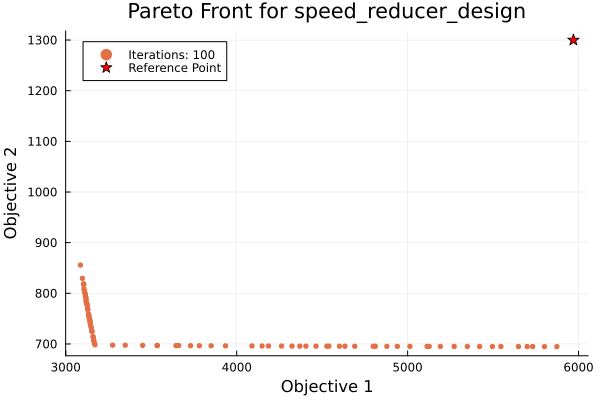 Pareto Front for speed_reducer_design
Iterations: 100
Reference Point
Objective 2
1300
1200
1100
1000
900
800
700
3000 4000 5000 6000
Objective 1